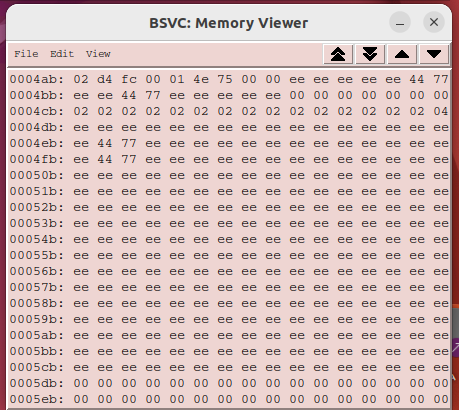 BSVC: Memory Viewer
File Edit View
0004ab: 02 d4 fc 00 01 4e 75 00 00 ee ee ee ee ee 44 77
0004bb: ee ee 44 77 ee ee ee ee ee 00 00 00 00 00 00 00
0004cb: 02 02 02 02 02 02 02 02 02 02 02 02 02 02 02 04
0004db: ee ee ee ee ee ee ee ee ee ee ee ee ee ee ee ee
0004eb: ee 44 77 ee ee ee ee ee ee ee ee ee ee ee ee ee
0004fb: ee 44 77 ee ee ee ee ee ee ee ee ee ee ee ee ee
00050b: ee ee ee ee ee ee ee ee ee ee ee ee ee ee ee ee
00051b: ee ee ee ee ee ee ee ee ee ee ee ee ee ee ee ee
00052b: ee ee ee ee ee ee ee ee ee ee ee ee ee ee ee ee
00053b: ee ee ee ee ee ee ee ee ee ee ee ee ee ee ee ee
00054b: ee ee ee ee ee ee ee ee ee ee ee ee ee ee ee ee
00055b: ee ee ee ee ee ee ee ee ee ee ee ee ee ee ee ee
00056b: ee ee ee ee ee ee ee ee ee ee ee ee ee ee ee ee
00057b: ee ee ee ee ee ee ee ee ee ee ee ee ee ee ee ee
00058b: ee ee ee ee ee ee ee ee ee ee ee ee ee ee ee ee
00059b: ee ee ee ee ee ee ee ee ee ee ee ee ee ee ee ee
0005ab: ee ee ee ee ee ee ee ee ee ee ee ee ee ee ee ee
0005bb: ee ee ee ee ee ee ee ee ee ee ee ee ee ee ee ee
0005cb: ee ee ee ee ee ee ee ee ee ee ee ee ee ee ee ee
0005db: 00 00 00 00 00 00 00 00 00 00 00 00 00 00 00 00
0005eb: 00 00 00 00 00 00 00 00 00 00 00 00 00 00 00 00